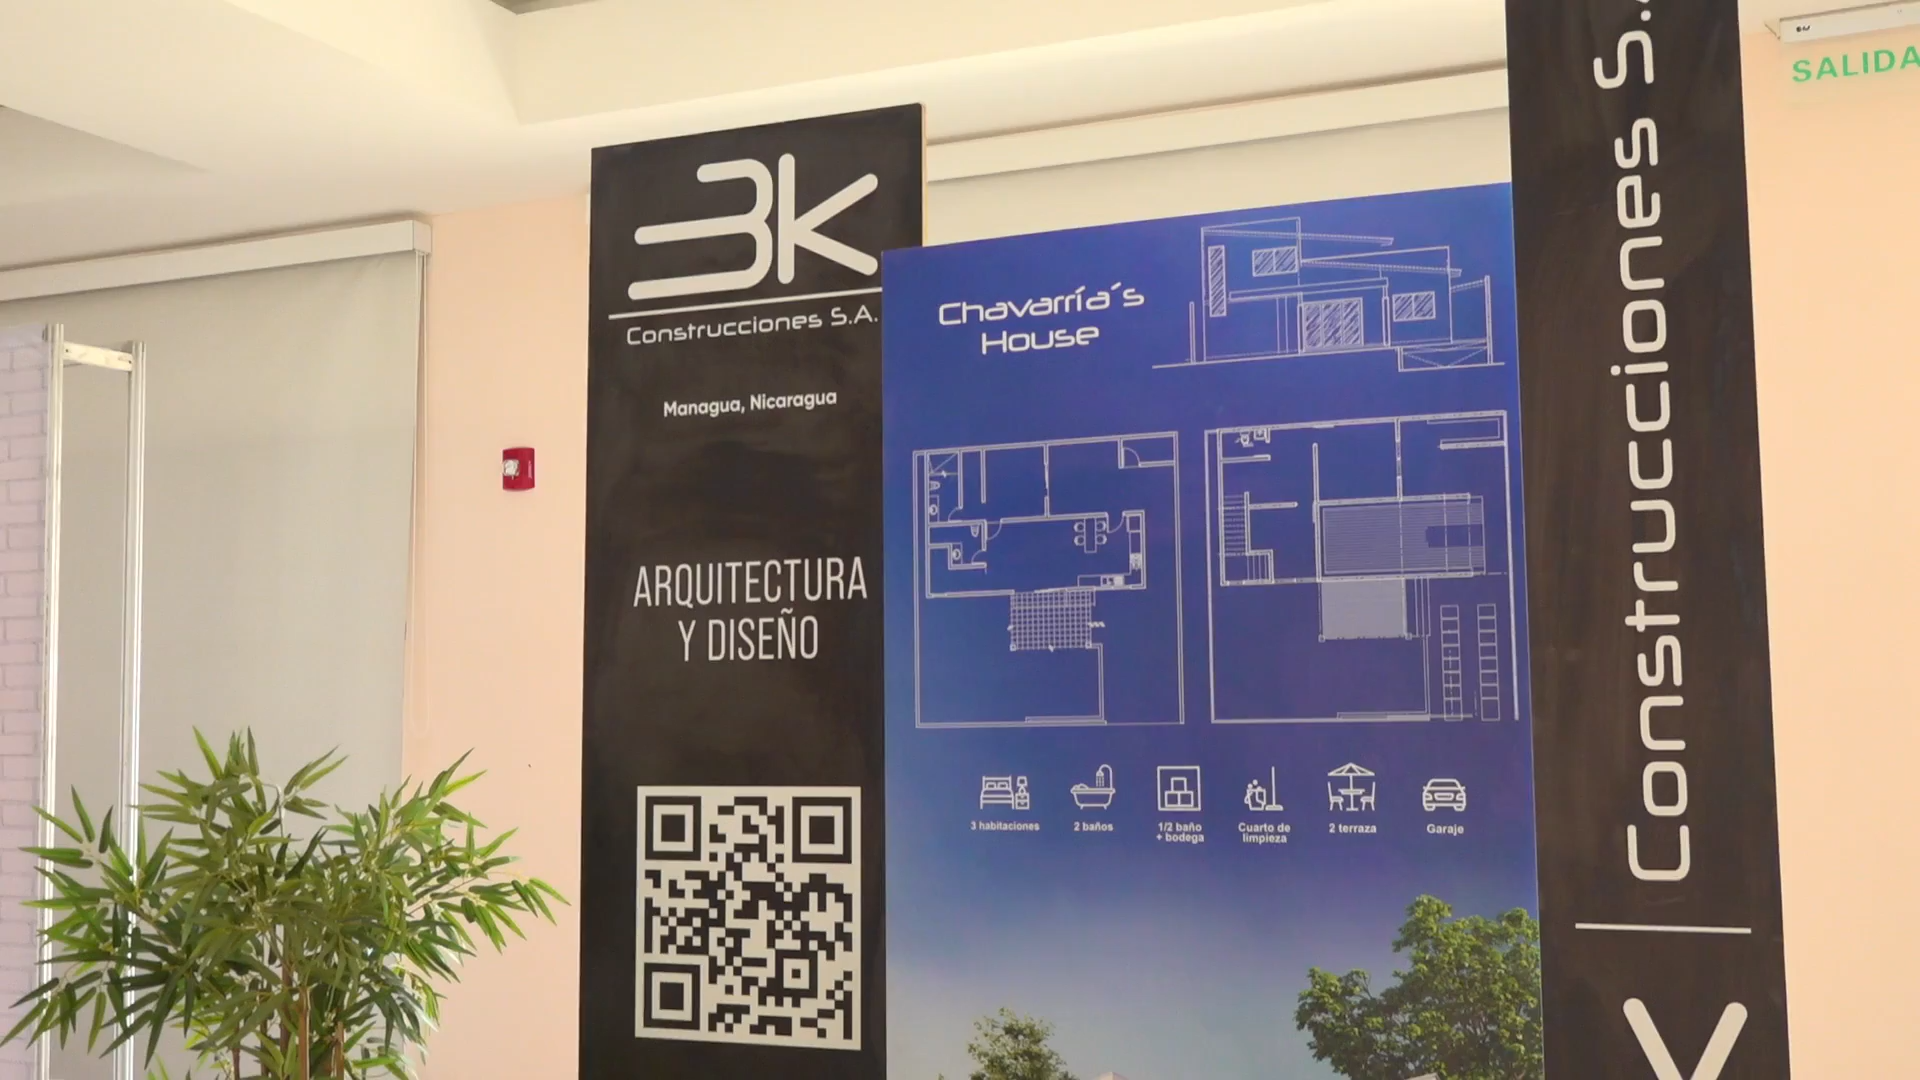 3K
Construcciones S.A.
Managua, Nicaragua
ARQUITECTURA
Y DISEÑO
Chavarría´s
House
3 habitaciones
2 baños
1/2 baño
+ bodega
Cuarto de
limpieza
2 terraza
Garaje
Construcciones S.
SALIDA